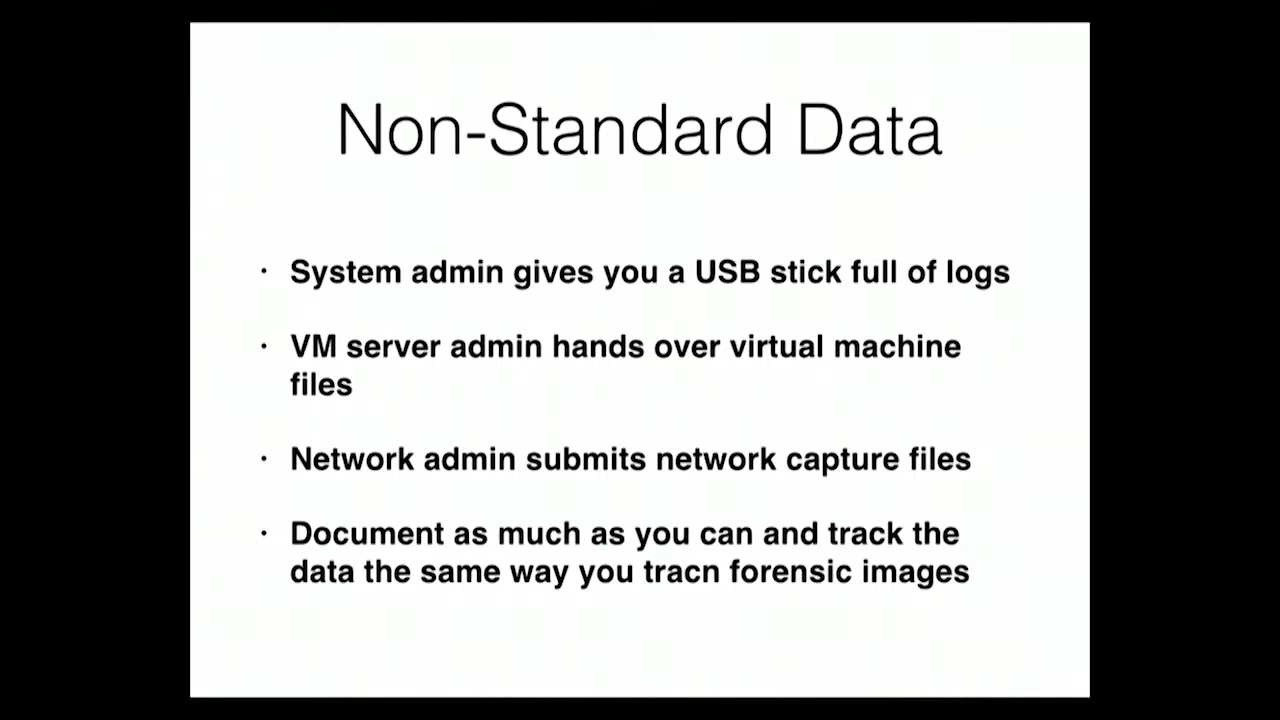 Non-Standard Data
· System admin gives you a USB stick full of logs
· VM server admin hands over virtual machine
files
· Network admin submits network capture files
· Document as much as you can and track the
data the same way you tracn forensic images